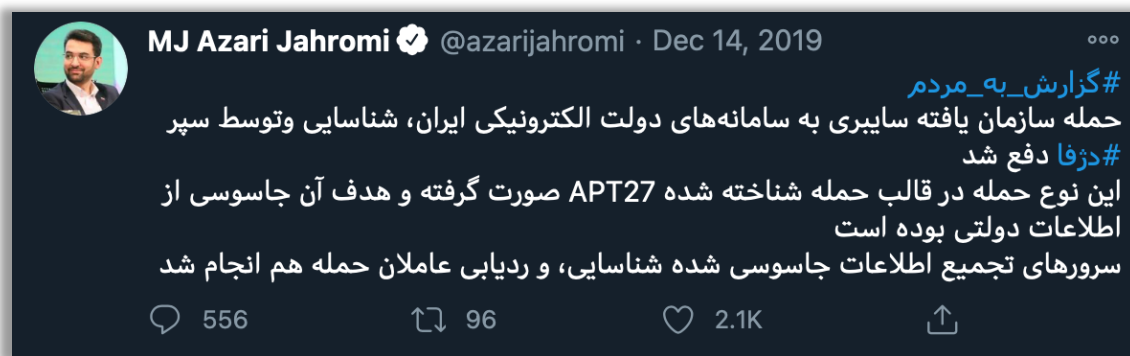 MJ Azari Jahromi @azarijahromi · Dec 14, 2019
#گزارش_به_مردم
حمله سازمان یافته سایبری به سامانه‌های دولت الکترونیکی ایران، شناسایی وتوسط سپر
#دژفا دفع شد
این نوع حمله در قالب حمله شناخته شده APT27 صورت گرفته و هدف آن جاسوسی از
اطلاعات دولتی بوده است
سرورهای تجمیع اطلاعات جاسوسی شده شناسایی، و ردیابی عاملان حمله هم انجام شد
556 96 2.1K